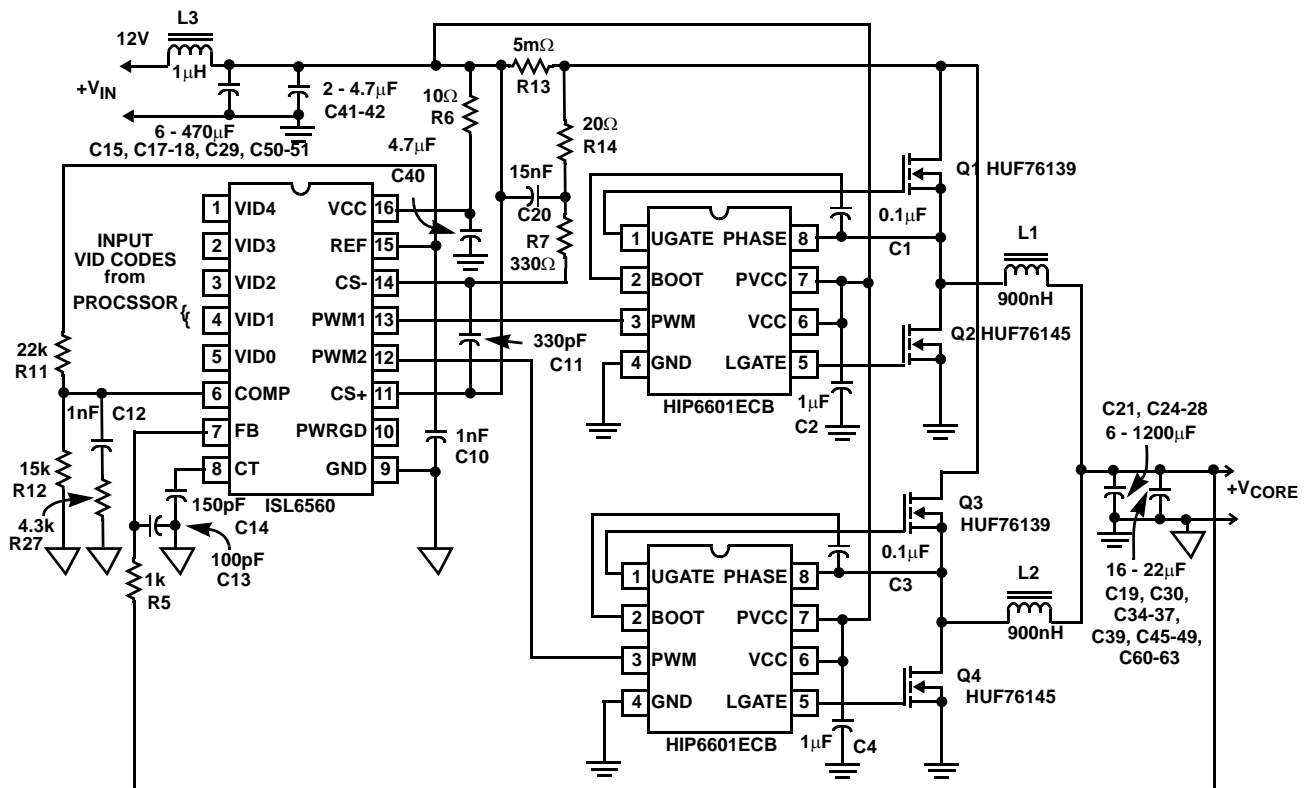 L3
12V
1μH
+VIN
2 - 4.7μF
C41-42
6 - 470μF
C15, C17-18, C29, C50-51
10Ω
R6
4.7μF
C40
5mΩ
R13
20Ω
R14
15nF
C20
R7
330Ω
INPUT
VID CODES
from
PROCSSOR {{
1 VID4
2 VID3
3 VID2
4 VID1
5 VID0
6 COMP
7 FB
8 CT
VCC 16
REF 15
CS- 14
PWM1 13
PWM2 12
CS+ 11
PWRGD 10
GND 9
ISL6560
22k
R11
1nF C12
15k
R12
4.3k
R27
150pF
C14
100pF
C13
1k
R5
1nF
C10
330pF
C11
1 UGATE
2 BOOT
3 PWM
4 GND
PHASE 8
PVCC 7
VCC 6
LGATE 5
HIP6601ECB
0.1μF
C1
1μF
C2
Q1 HUF76139
Q2 HUF76145
L1
900nH
1 UGATE
2 BOOT
3 PWM
4 GND
PHASE 8
PVCC 7
VCC 6
LGATE 5
HIP6601ECB
0.1μF
C3
1μF C4
Q3
HUF76139
Q4
HUF76145
L2
900nH
C21, C24-28
6 - 1200μF
+VCORE
16 - 22μF
C19, C30,
C34-37,
C39, C45-49,
C60-63